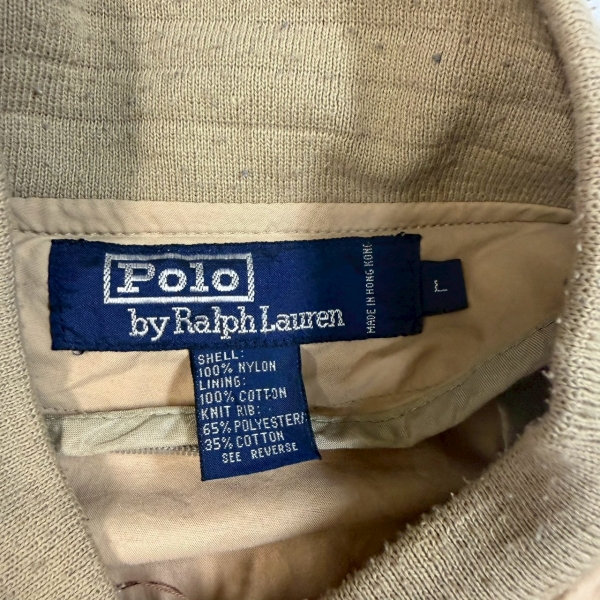 Polo
by Ralph Lauren
MADE IN HONG KONG
L
SHELL:
100% NYLON
LINING:
100% COTTON
KNIT RIB:
65% POLYESTER/
35% COTTON
SEE REVERSE